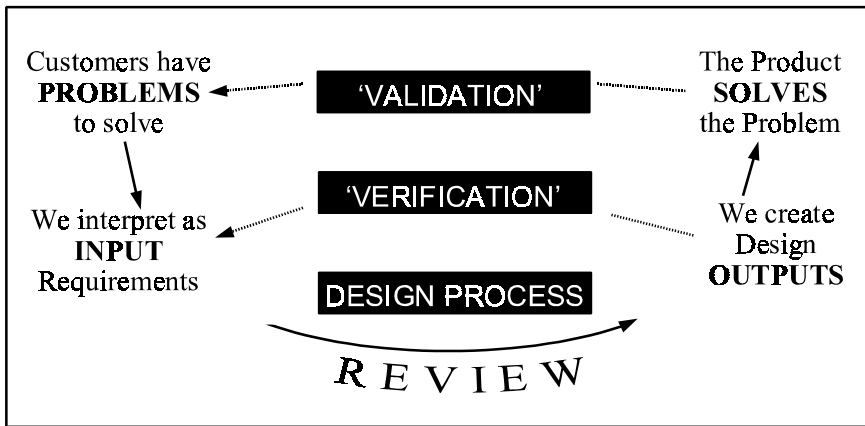 Customers have
PROBLEMS
to solve
We interpret as
INPUT
Requirements
‘VALIDATION’
‘VERIFICATION’
DESIGN PROCESS
REVIEW
The Product
SOLVES
the Problem
We create
Design
OUTPUTS